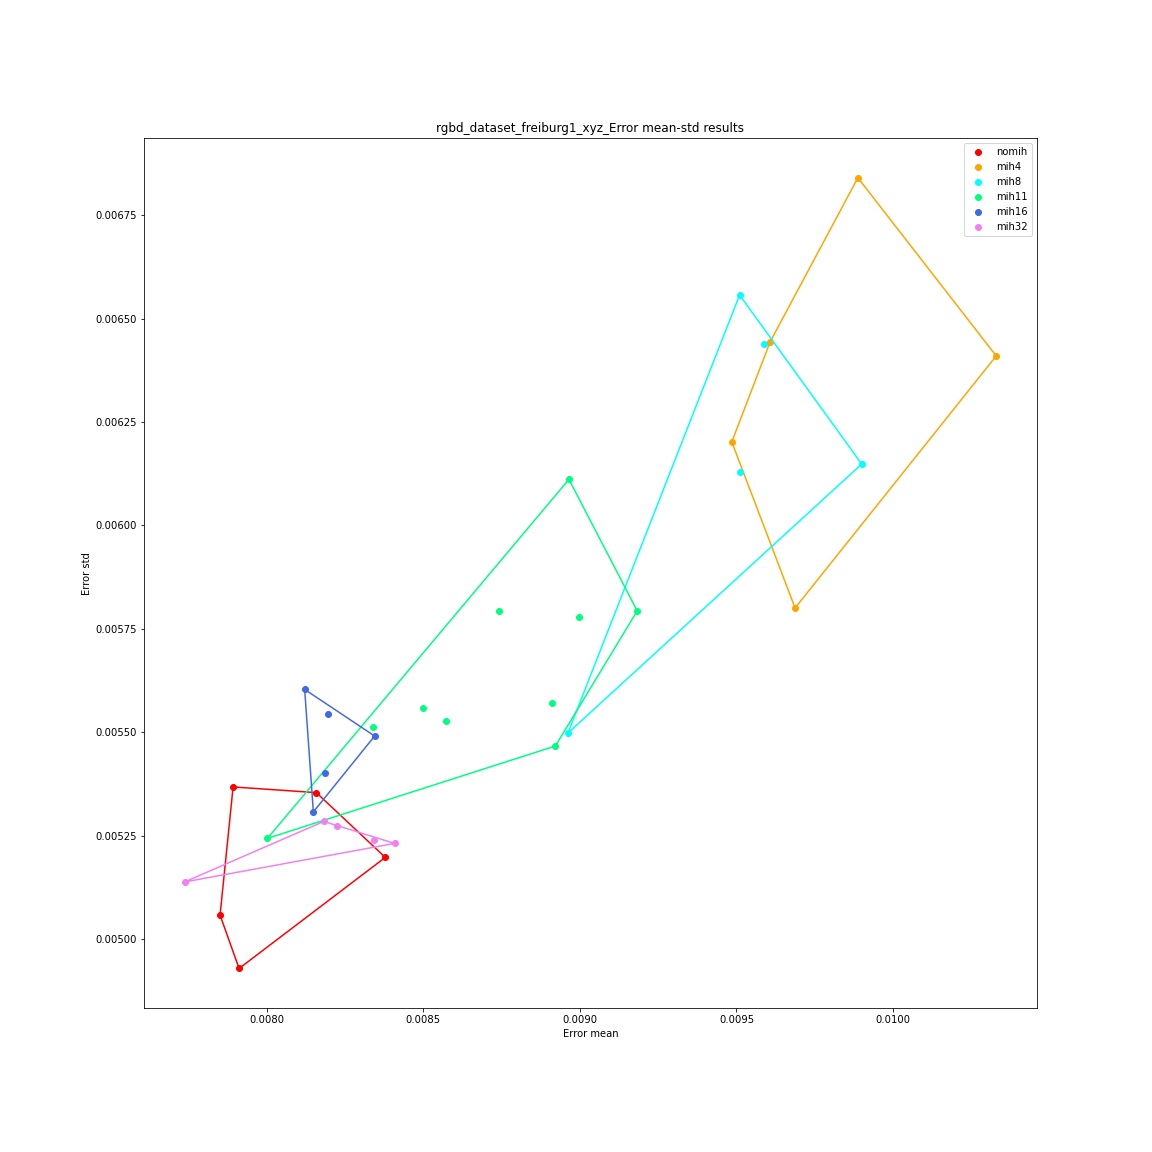 rgbd_dataset_freiburg1_xyz_Error mean-std results
nomih
mih4
mih8
mih11
mih16
mih32
0.00675
0.00650
0.00625
0.00600
0.00575
0.00550
0.00525
0.00500
Error std
0.0080
0.0085
0.0090
0.0095
0.0100
Error mean